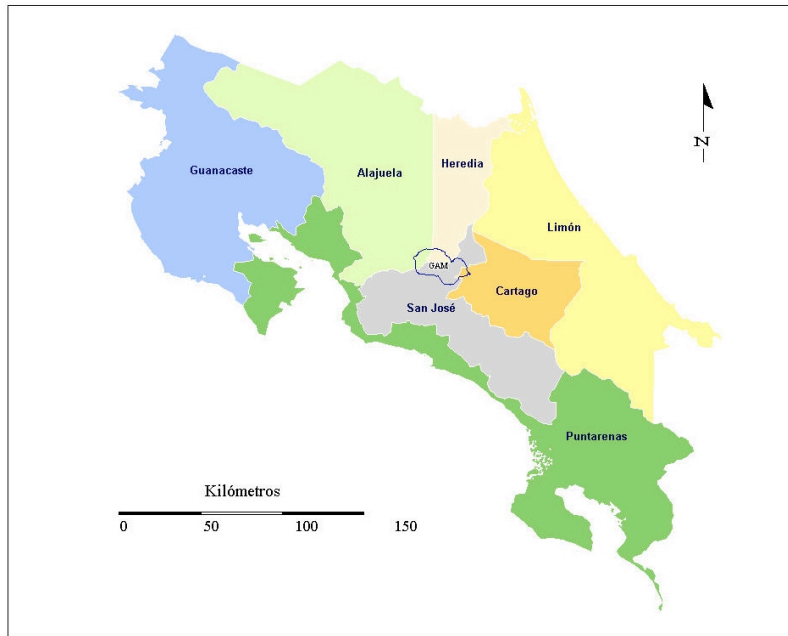 N
Heredia
Guanacaste
Alajuela
Limón
GAM
Cartago
San José
Puntarenas
Kilómetros
0 50 100 150